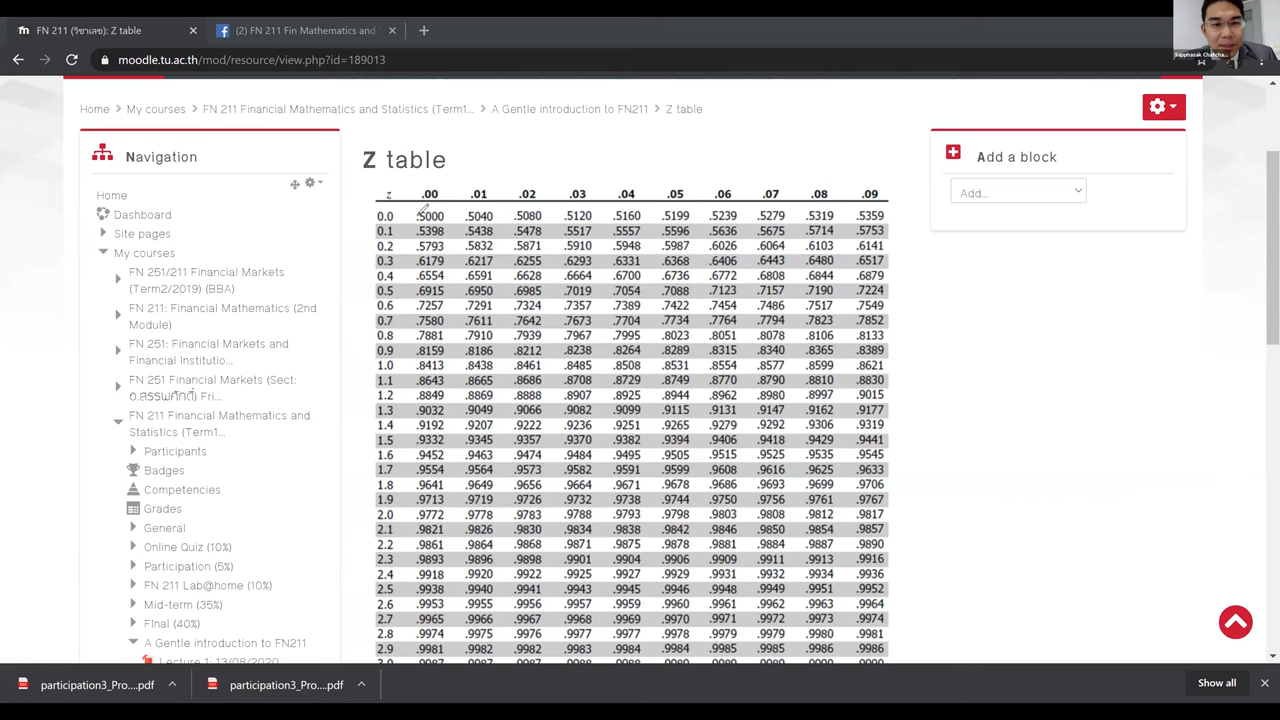 FN 211 (วิชาเลข): Z table
(2) FN 211 Fin Mathematics and
moodle.tu.ac.th/mod/resource/view.php?id=189013
Home
My courses
FN 211 Financial Mathematics and Statistics (Term1...
A Gentle introduction to FN211
Z table
Navigation
Home
Dashboard
Site pages
My courses
FN 251/211 Financial Markets
(Term2/2019) (BBA)
FN 211: Financial Mathematics (2nd
Module)
FN 251: Financial Markets and
Financial Institutio...
FN 251 Financial Markets (Sect:
อ.สรรพศักดิ์) Fri...
FN 211 Financial Mathematics and
Statistics (Term1...
Participants
Badges
Competencies
Grades
General
Online Quiz (10%)
Participation (5%)
FN 211 Lab@home (10%)
Mid-term (35%)
FInal (40%)
A Gentle introduction to FN211
Lecture 1: 13/08/2020
Z table
z .00 .01 .02 .03 .04 .05 .06 .07 .08 .09
0.0 .5000 .5040 .5080 .5120 .5160 .5199 .5239 .5279 .5319 .5359
0.1 .5398 .5438 .5478 .5517 .5557 .5596 .5636 .5675 .5714 .5753
0.2 .5793 .5832 .5871 .5910 .5948 .5987 .6026 .6064 .6103 .6141
0.3 .6179 .6217 .6255 .6293 .6331 .6368 .6406 .6443 .6480 .6517
0.4 .6554 .6591 .6628 .6664 .6700 .6736 .6772 .6808 .6844 .6879
0.5 .6915 .6950 .6985 .7019 .7054 .7088 .7123 .7157 .7190 .7224
0.6 .7257 .7291 .7324 .7357 .7389 .7422 .7454 .7486 .7517 .7549
0.7 .7580 .7611 .7642 .7673 .7704 .7734 .7764 .7794 .7823 .7852
0.8 .7881 .7910 .7939 .7967 .7995 .8023 .8051 .8078 .8106 .8133
0.9 .8159 .8186 .8212 .8238 .8264 .8289 .8315 .8340 .8365 .8389
1.0 .8413 .8438 .8461 .8485 .8508 .8531 .8554 .8577 .8599 .8621
1.1 .8643 .8665 .8686 .8708 .8729 .8749 .8770 .8790 .8810 .8830
1.2 .8849 .8869 .8888 .8907 .8925 .8944 .8962 .8980 .8997 .9015
1.3 .9032 .9049 .9066 .9082 .9099 .9115 .9131 .9147 .9162 .9177
1.4 .9192 .9207 .9222 .9236 .9251 .9265 .9279 .9292 .9306 .9319
1.5 .9332 .9345 .9357 .9370 .9382 .9394 .9406 .9418 .9429 .9441
1.6 .9452 .9463 .9474 .9484 .9495 .9505 .9515 .9525 .9535 .9545
1.7 .9554 .9564 .9573 .9582 .9591 .9599 .9608 .9616 .9625 .9633
1.8 .9641 .9649 .9656 .9664 .9671 .9678 .9686 .9693 .9699 .9706
1.9 .9713 .9719 .9726 .9732 .9738 .9744 .9750 .9756 .9761 .9767
2.0 .9772 .9778 .9783 .9788 .9793 .9798 .9803 .9808 .9812 .9817
2.1 .9821 .9826 .9830 .9834 .9838 .9842 .9846 .9850 .9854 .9857
2.2 .9861 .9864 .9868 .9871 .9875 .9878 .9881 .9884 .9887 .9890
2.3 .9893 .9896 .9898 .9901 .9904 .9906 .9909 .9911 .9913 .9916
2.4 .9918 .9920 .9922 .9925 .9927 .9929 .9931 .9932 .9934 .9936
2.5 .9938 .9940 .9941 .9943 .9945 .9946 .9948 .9949 .9951 .9952
2.6 .9953 .9955 .9956 .9957 .9959 .9960 .9961 .9962 .9963 .9964
2.7 .9965 .9966 .9967 .9968 .9969 .9970 .9971 .9972 .9973 .9974
2.8 .9974 .9975 .9976 .9977 .9977 .9978 .9979 .9979 .9980 .9981
2.9 .9981 .9982 .9982 .9983 .9984 .9984 .9985 .9985 .9986 .9986
Add a block
Add...
Sapphasak Chatcha...
participation3_Pro....pdf
participation3_Pro....pdf
Show all